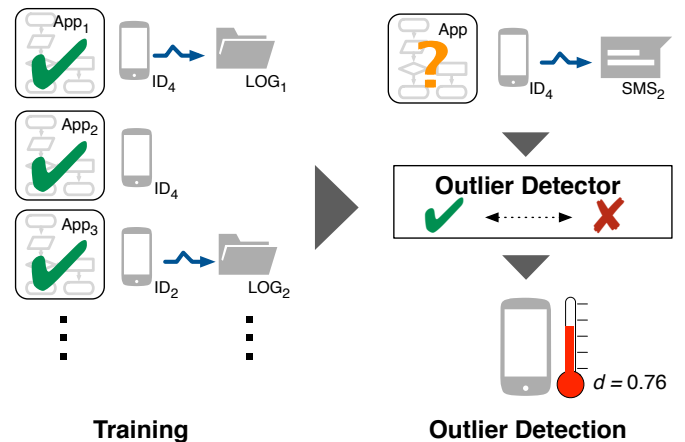 App1
ID4
LOG1
App2
ID4
App3
ID2
LOG2
Training
App
?
ID4
SMS2
Outlier Detector
d = 0.76
Outlier Detection